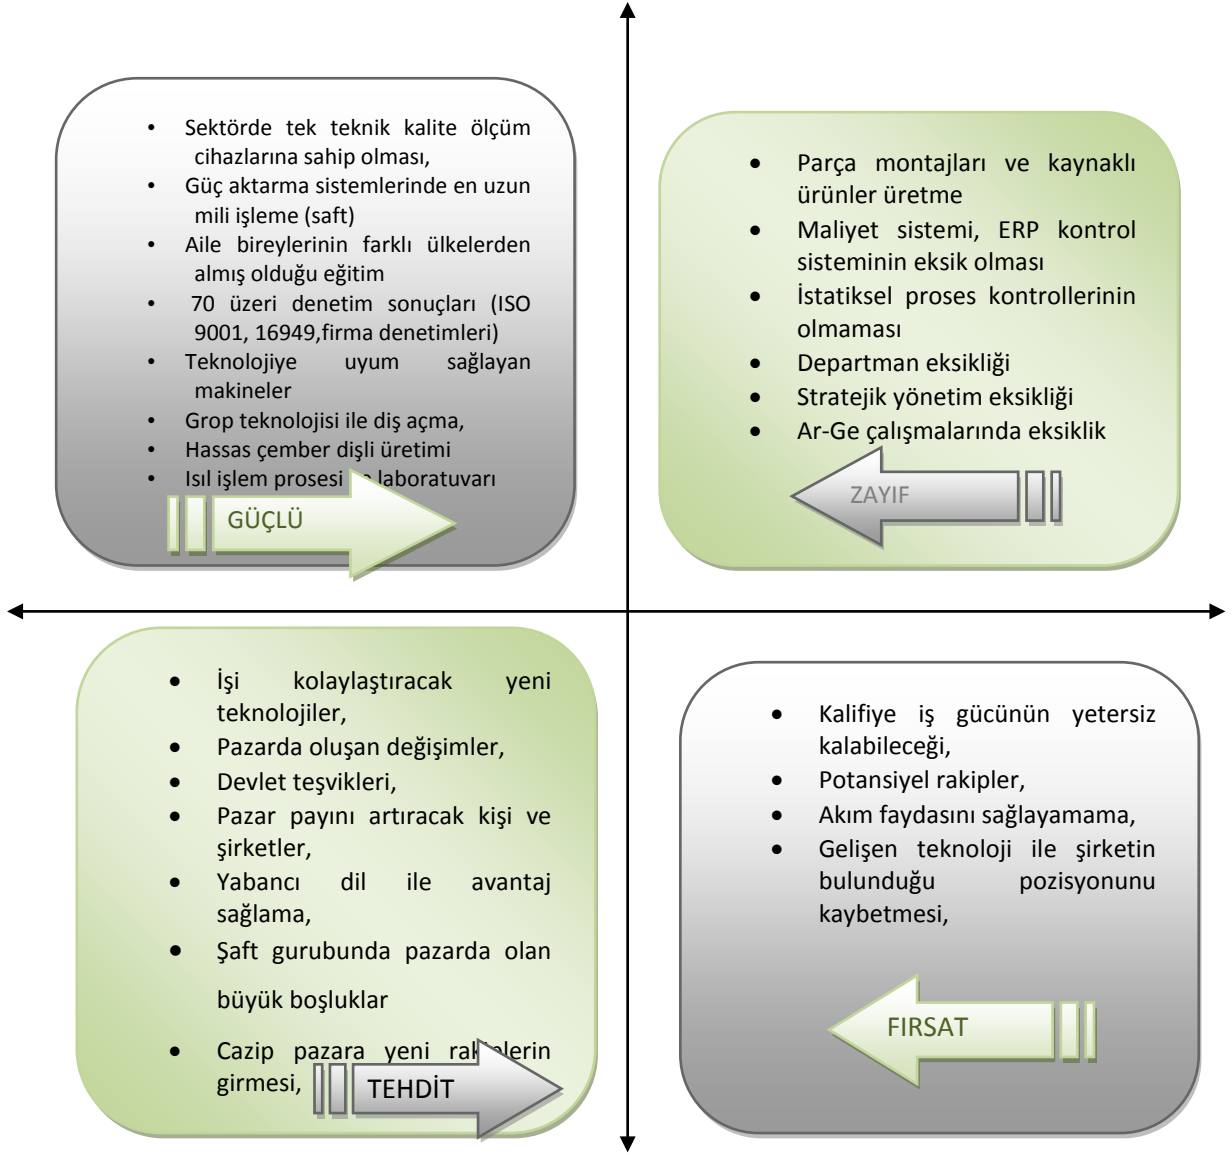 • Sektörde tek teknik kalite ölçüm
cihazlarına sahip olması,
• Güç aktarma sistemlerinde en uzun
mili işleme (saft)
• Aile bireylerinin farklı ülkelerden
almış olduğu eğitim
• 70 üzeri denetim sonuçları (ISO
9001, 16949,firma denetimleri)
• Teknolojiye uyum sağlayan
makineler
• Grop teknolojisi ile diş açma,
• Hassas çember dişli üretimi
• Isıl işlem prosesi laboratuvarı
GÜÇLÜ
• Parça montajları ve kaynaklı
ürünler üretme
• Maliyet sistemi, ERP kontrol
sisteminin eksik olması
• İstatiksel proses kontrollerinin
olmaması
• Departman eksikliği
• Stratejik yönetim eksikliği
• Ar-Ge çalışmalarında eksiklik
ZAYIF
• İşi kolaylaştıracak yeni
teknolojiler,
• Pazarda oluşan değişimler,
• Devlet teşvikleri,
• Pazar payını artıracak kişi ve
şirketler,
• Yabancı dil ile avantaj
sağlama,
• Şaft gurubunda pazarda olan
büyük boşluklar
• Cazip pazara yeni rakiplerin
girmesi,
TEHDİT
• Kalifiye iş gücünün yetersiz
kalabileceği,
• Potansiyel rakipler,
• Akım faydasını sağlayamama,
• Gelişen teknoloji ile şirketin
bulunduğu pozisyonunu
kaybetmesi,
FIRSAT